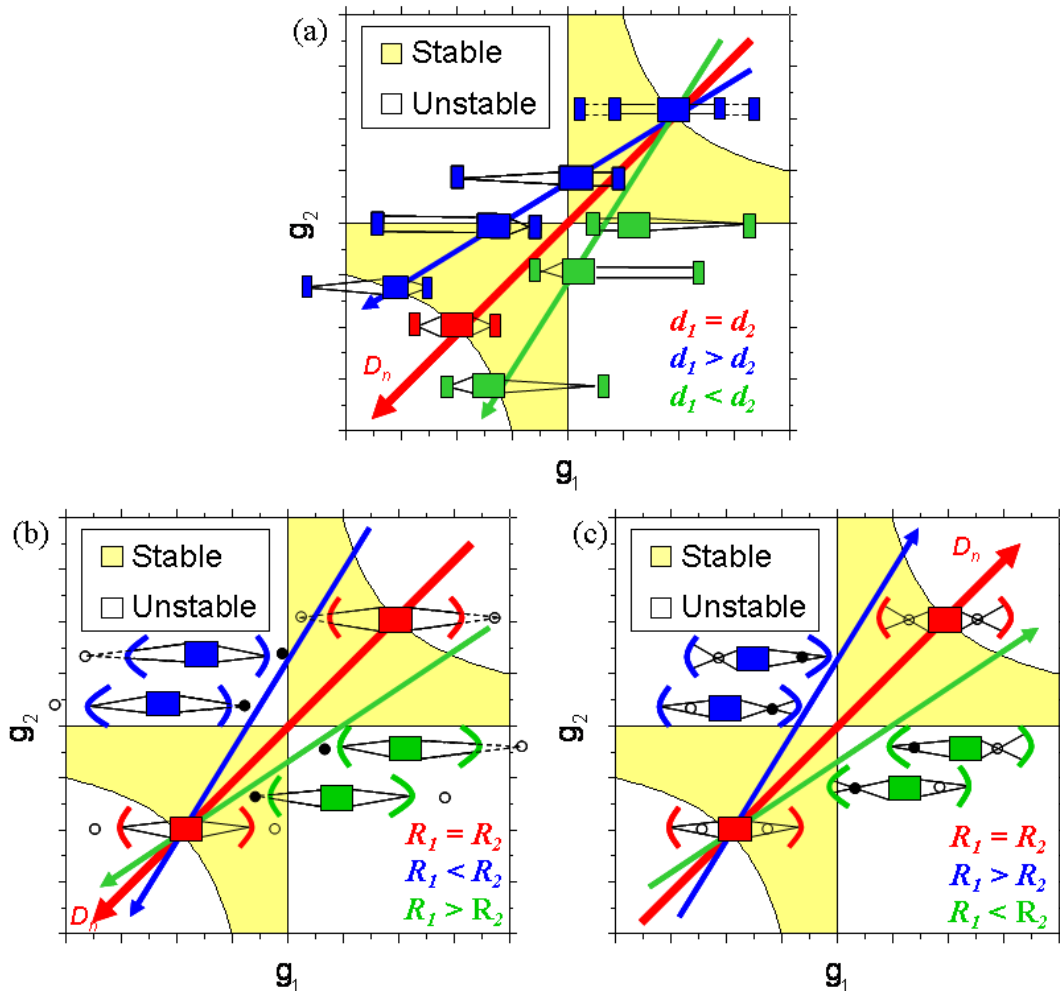 (a)
Stable
Unstable
g₂
d₁ = d₂
d₁ > d₂
d₁ < d₂
Dₙ
g₁
(b)
Stable
Unstable
g₂
R₁ = R₂
R₁ < R₂
R₁ > R₂
Dₙ
g₁
(c)
Stable
Unstable
Dₙ
g₂
R₁ = R₂
R₁ > R₂
R₁ < R₂
g₁